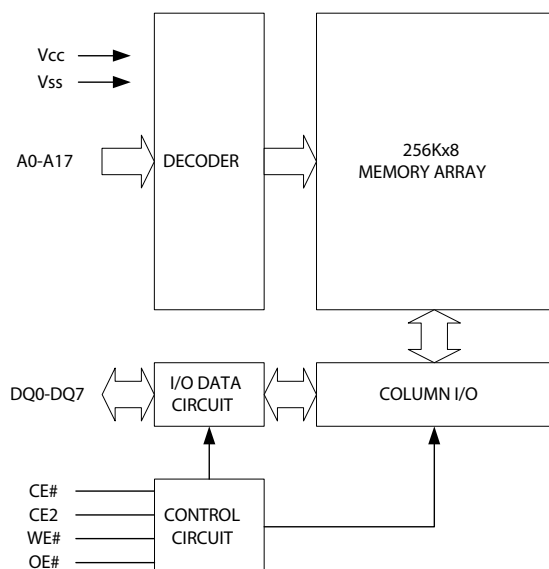 Vcc
Vss
A0-A17
DECODER
256Kx8
MEMORY ARRAY
DQ0-DQ7
I/O DATA
CIRCUIT
COLUMN I/O
CE#
CE2
WE#
OE#
CONTROL
CIRCUIT